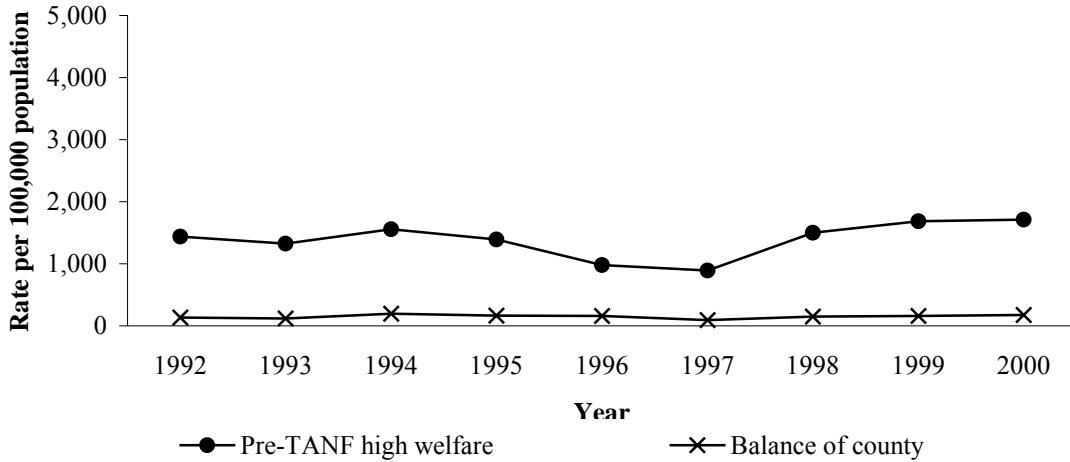 Rate per 100,000 population
5,000
4,000
3,000
2,000
1,000
0
1992 1993 1994 1995 1996 1997 1998 1999 2000
Year
Pre-TANF high welfare Balance of county